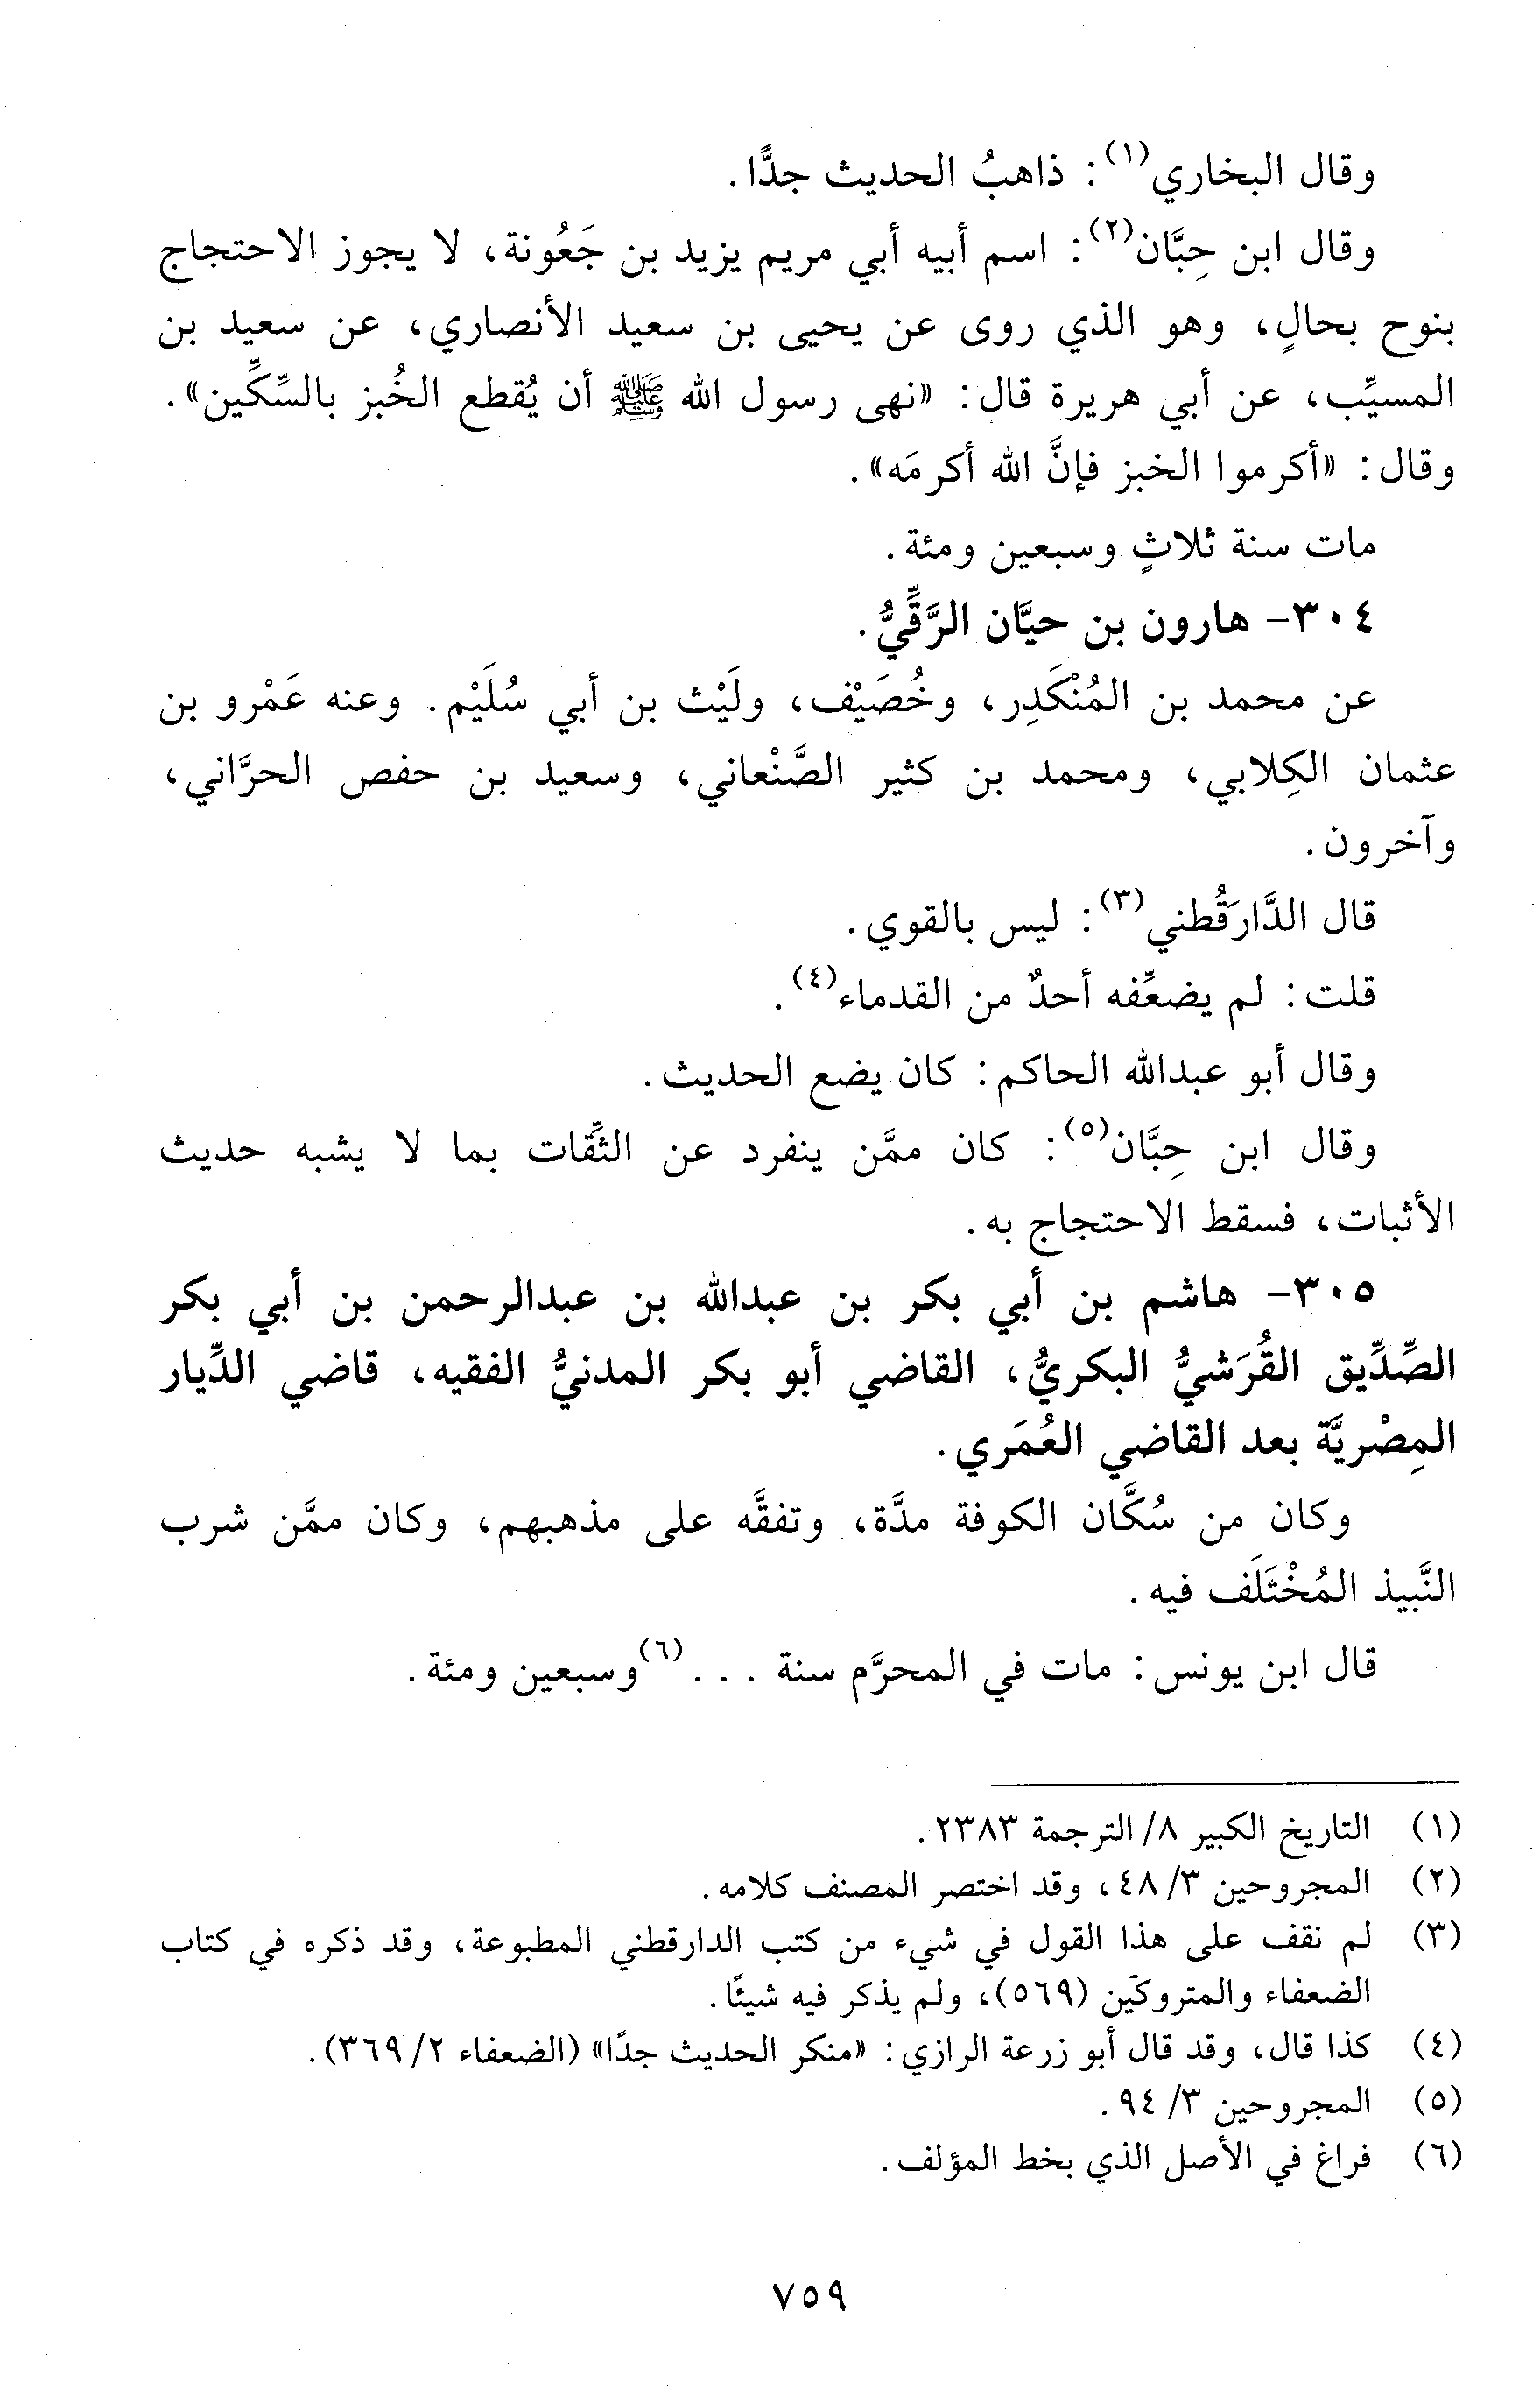 وقال البخاري(١): ذاهبُ الحديث جدًّا.
وقال ابن حِبَّان(٢): اسم أبيه أبي مريم يزيد بن جَعُونة، لا يجوز الاحتجاج
بنوح بحالٍ، وهو الذي روى عن يحيى بن سعيد الأنصاري، عن سعيد بن
المسيِّب، عن أبي هريرة قال: «نهى رسول الله ﷺ أن يُقطع الخُبز بالسِّكِّين».
وقال: «أكرموا الخبز فإنَّ الله أكرمَه».
مات سنة ثلاثٍ وسبعين ومئة.
٣٠٤- هارون بن حيَّان الرَّقِّيُّ.
عن محمد بن المُنْكَدِر، وخُصَيْف، ولَيْث بن أبي سُلَيْم. وعنه عَمْرو بن
عثمان الكِلابي، ومحمد بن كثير الصَّنْعاني، وسعيد بن حفص الحرَّاني،
وآخرون.
قال الدَّارَقُطني(٣): ليس بالقوي.
قلت: لم يضعِّفه أحدٌ من القدماء(٤).
وقال أبو عبدالله الحاكم: كان يضع الحديث.
وقال ابن حِبَّان(٥): كان ممَّن ينفرد عن الثِّقات بما لا يشبه حديث
الأثبات، فسقط الاحتجاج به.
٣٠٥- هاشم بن أبي بكر بن عبدالله بن عبدالرحمن بن أبي بكر
الصِّدِّيق القُرَشيُّ البكريُّ، القاضي أبو بكر المدنيُّ الفقيه، قاضي الدِّيار
المِصْريَّة بعد القاضي العُمَري.
وكان من سُكَّان الكوفة مدَّة، وتفقَّه على مذهبهم، وكان ممَّن شرب
النَّبيذ المُخْتَلَف فيه.
قال ابن يونس: مات في المحرَّم سنة . . .(٦) وسبعين ومئة.
(١) التاريخ الكبير ٨/ الترجمة ٢٣٨٣.
(٢) المجروحين ٣/ ٤٨، وقد اختصر المصنف كلامه.
(٣) لم نقف على هذا القول في شيء من كتب الدارقطني المطبوعة، وقد ذكره في كتاب
الضعفاء والمتروكين (٥٦٩)، ولم يذكر فيه شيئًا.
(٤) كذا قال، وقد قال أبو زرعة الرازي: «منكر الحديث جدًا» (الضعفاء ٢/ ٣٦٩).
(٥) المجروحين ٣/ ٩٤.
(٦) فراغ في الأصل الذي بخط المؤلف.
٧٥٩